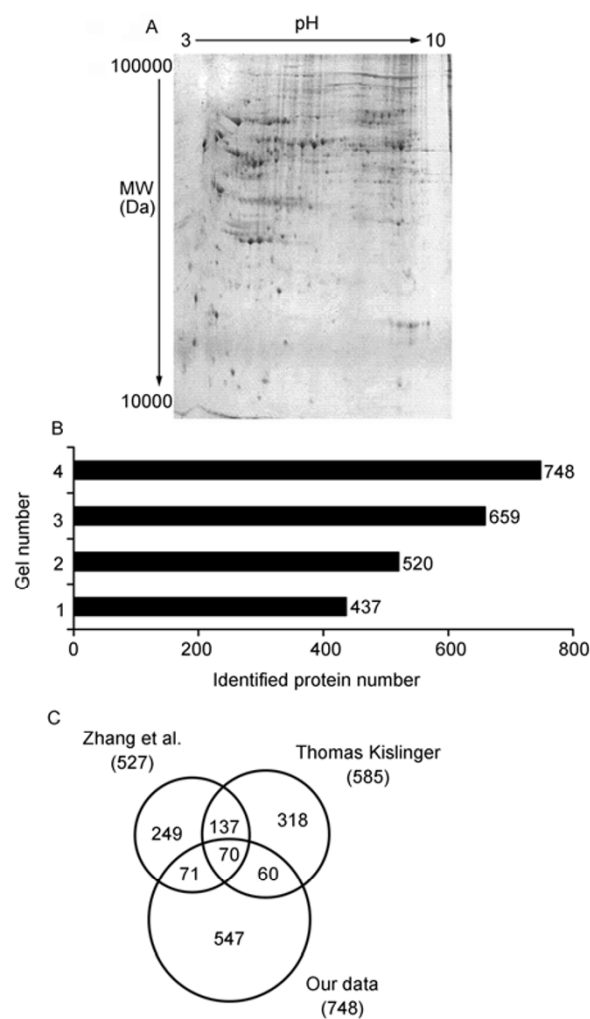 A
pH
3
10
100000
MW
(Da)
10000
B
Gel number
4
748
3
659
2
520
1
437
0
200
400
600
800
Identified protein number
C
Zhang et al.
(527)
Thomas Kislinger
(585)
249
137
318
70
71
60
547
Our data
(748)